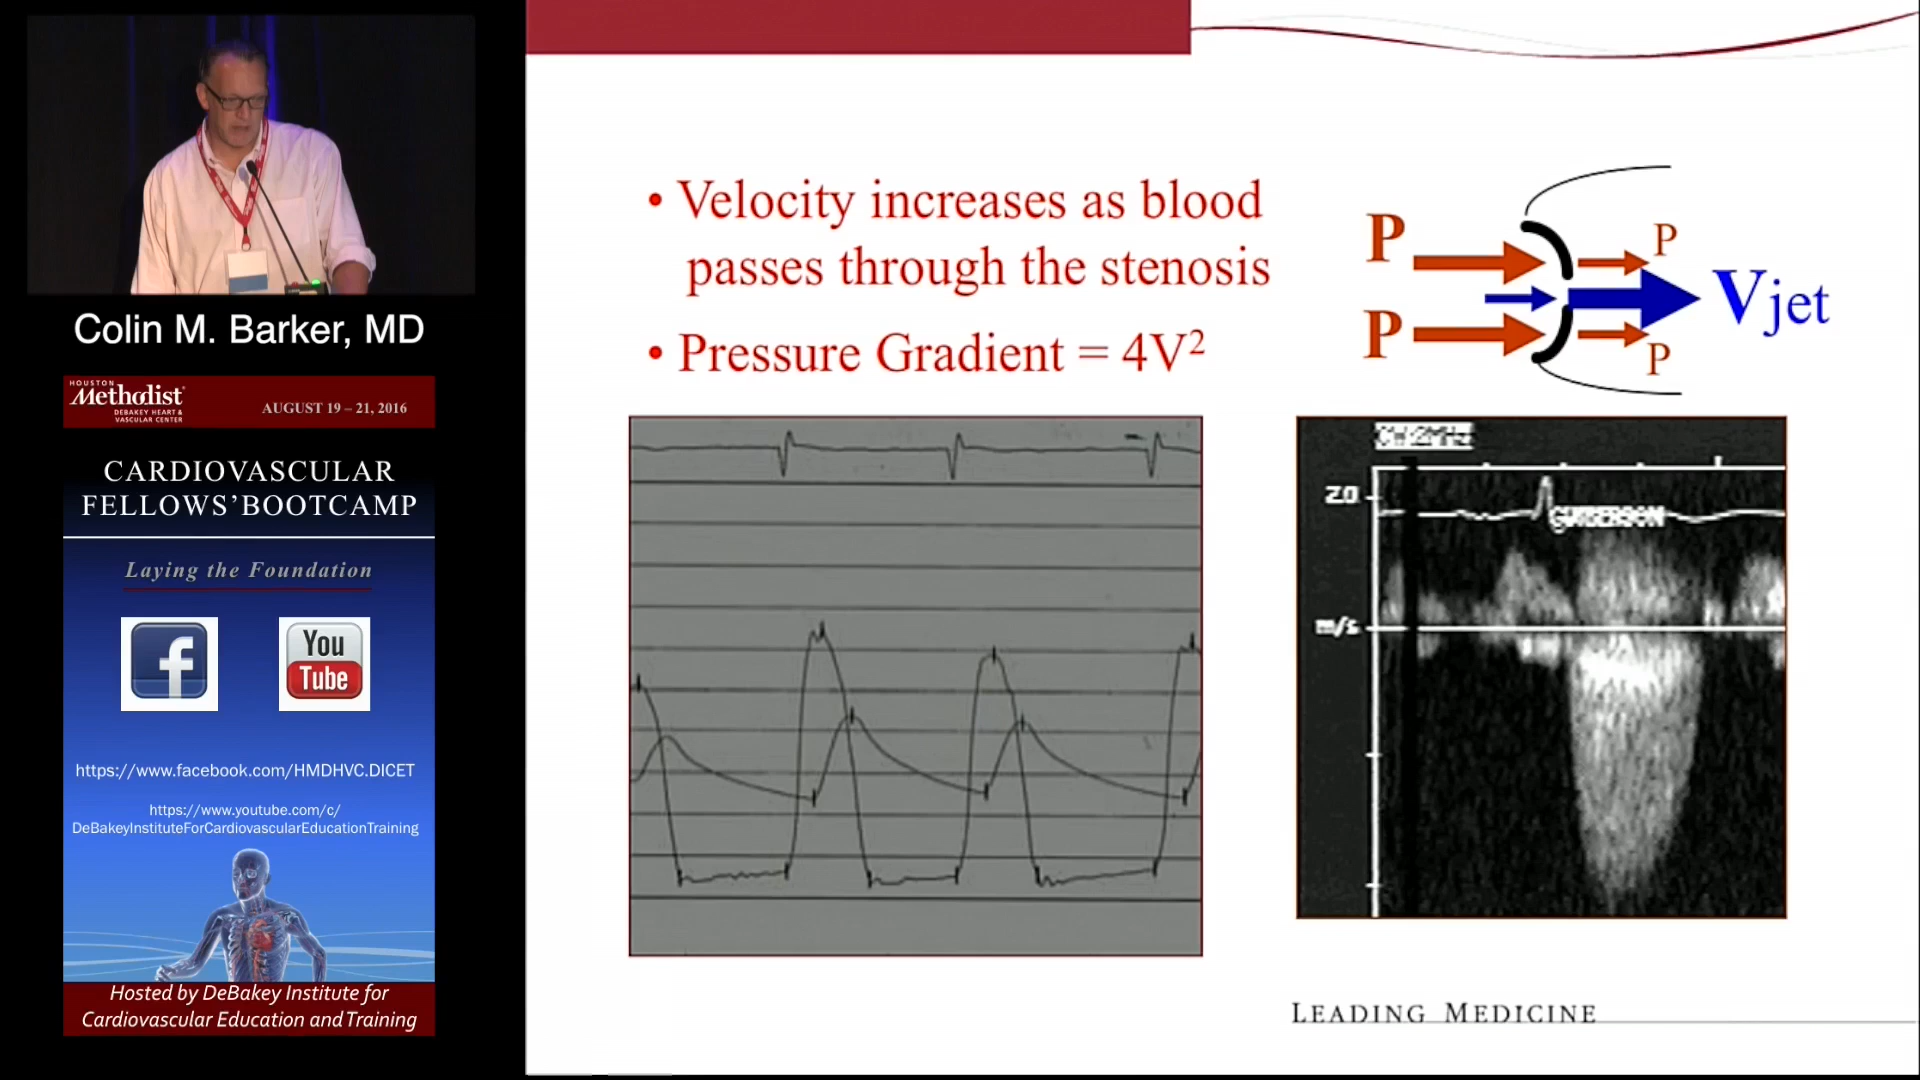 Colin M. Barker, MD
HOUSTON
Methodist
DEBAKEY HEART &
VASCULAR CENTER
AUGUST 19 – 21, 2016
CARDIOVASCULAR
FELLOWS’BOOTCAMP
Laying the Foundation
f
You
Tube
https://www.facebook.com/HMDHVC.DICET
https://www.youtube.com/c/
DeBakeyInstituteForCardiovascularEducationTraining
Hosted by DeBakey Institute for
Cardiovascular Education and Training
• Velocity increases as blood
passes through the stenosis
• Pressure Gradient = 4V²
P
P
P
P
Vjet
2.0
m/s
LEADING MEDICINE